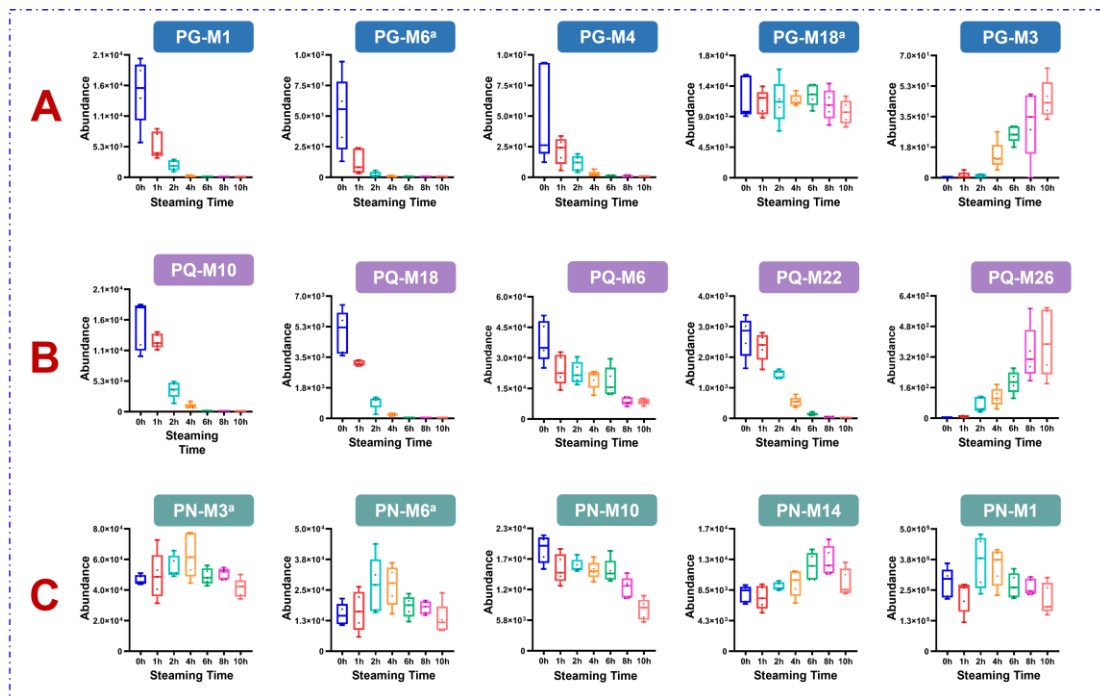 A
PG-M1
Abundance
2.1×10⁴
1.6×10⁴
1.1×10⁴
5.3×10³
0
0h 1h 2h 4h 6h 8h 10h
Steaming Time
PG-M6ᵃ
Abundance
1.0×10²
7.5×10¹
5.0×10¹
2.5×10¹
0
0h 1h 2h 4h 6h 8h 10h
Steaming Time
PG-M4
Abundance
1.0×10²
7.5×10¹
5.0×10¹
2.5×10¹
0
0h 1h 2h 4h 6h 8h 10h
Steaming Time
PG-M18ᵃ
Abundance
1.8×10⁴
1.4×10⁴
9.0×10³
4.5×10³
0
0h 1h 2h 4h 6h 8h 10h
Steaming Time
PG-M3
Abundance
7.0×10¹
5.3×10¹
3.5×10¹
1.8×10¹
0
0h 1h 2h 4h 6h 8h 10h
Steaming Time
B
PQ-M10
Abundance
2.1×10⁴
1.6×10⁴
1.1×10⁴
5.3×10³
0
0h 1h 2h 4h 6h 8h 10h
Steaming
Time
PQ-M18
Abundance
7.0×10³
5.3×10³
3.5×10³
1.8×10³
0
0h 1h 2h 4h 6h 8h 10h
Steaming Time
PQ-M6
Abundance
6.0×10⁴
4.5×10⁴
3.0×10⁴
1.5×10⁴
0
0h 1h 2h 4h 6h 8h 10h
Steaming Time
PQ-M22
Abundance
4.0×10³
3.0×10³
2.0×10³
1.0×10³
0
0h 1h 2h 4h 6h 8h 10h
Steaming Time
PQ-M26
Abundance
6.4×10²
4.8×10²
3.2×10²
1.6×10²
0
0h 1h 2h 4h 6h 8h 10h
Steaming Time
C
PN-M3ᵃ
Abundance
8.0×10⁴
6.0×10⁴
4.0×10⁴
2.0×10⁴
0
0h 1h 2h 4h 6h 8h 10h
Steaming Time
PN-M6ᵃ
Abundance
5.0×10⁴
3.8×10⁴
2.5×10⁴
1.3×10⁴
0
0h 1h 2h 4h 6h 8h 10h
Steaming Time
PN-M10
Abundance
2.3×10⁴
1.7×10⁴
1.2×10⁴
5.8×10³
0
0h 1h 2h 4h 6h 8h 10h
Steaming Time
PN-M14
Abundance
1.7×10⁴
1.3×10⁴
8.5×10³
4.3×10³
0
0h 1h 2h 4h 6h 8h 10h
Steaming Time
PN-M1
Abundance
5.0×10⁵
3.8×10⁵
2.5×10⁵
1.3×10⁵
0
0h 1h 2h 4h 6h 8h 10h
Steaming Time